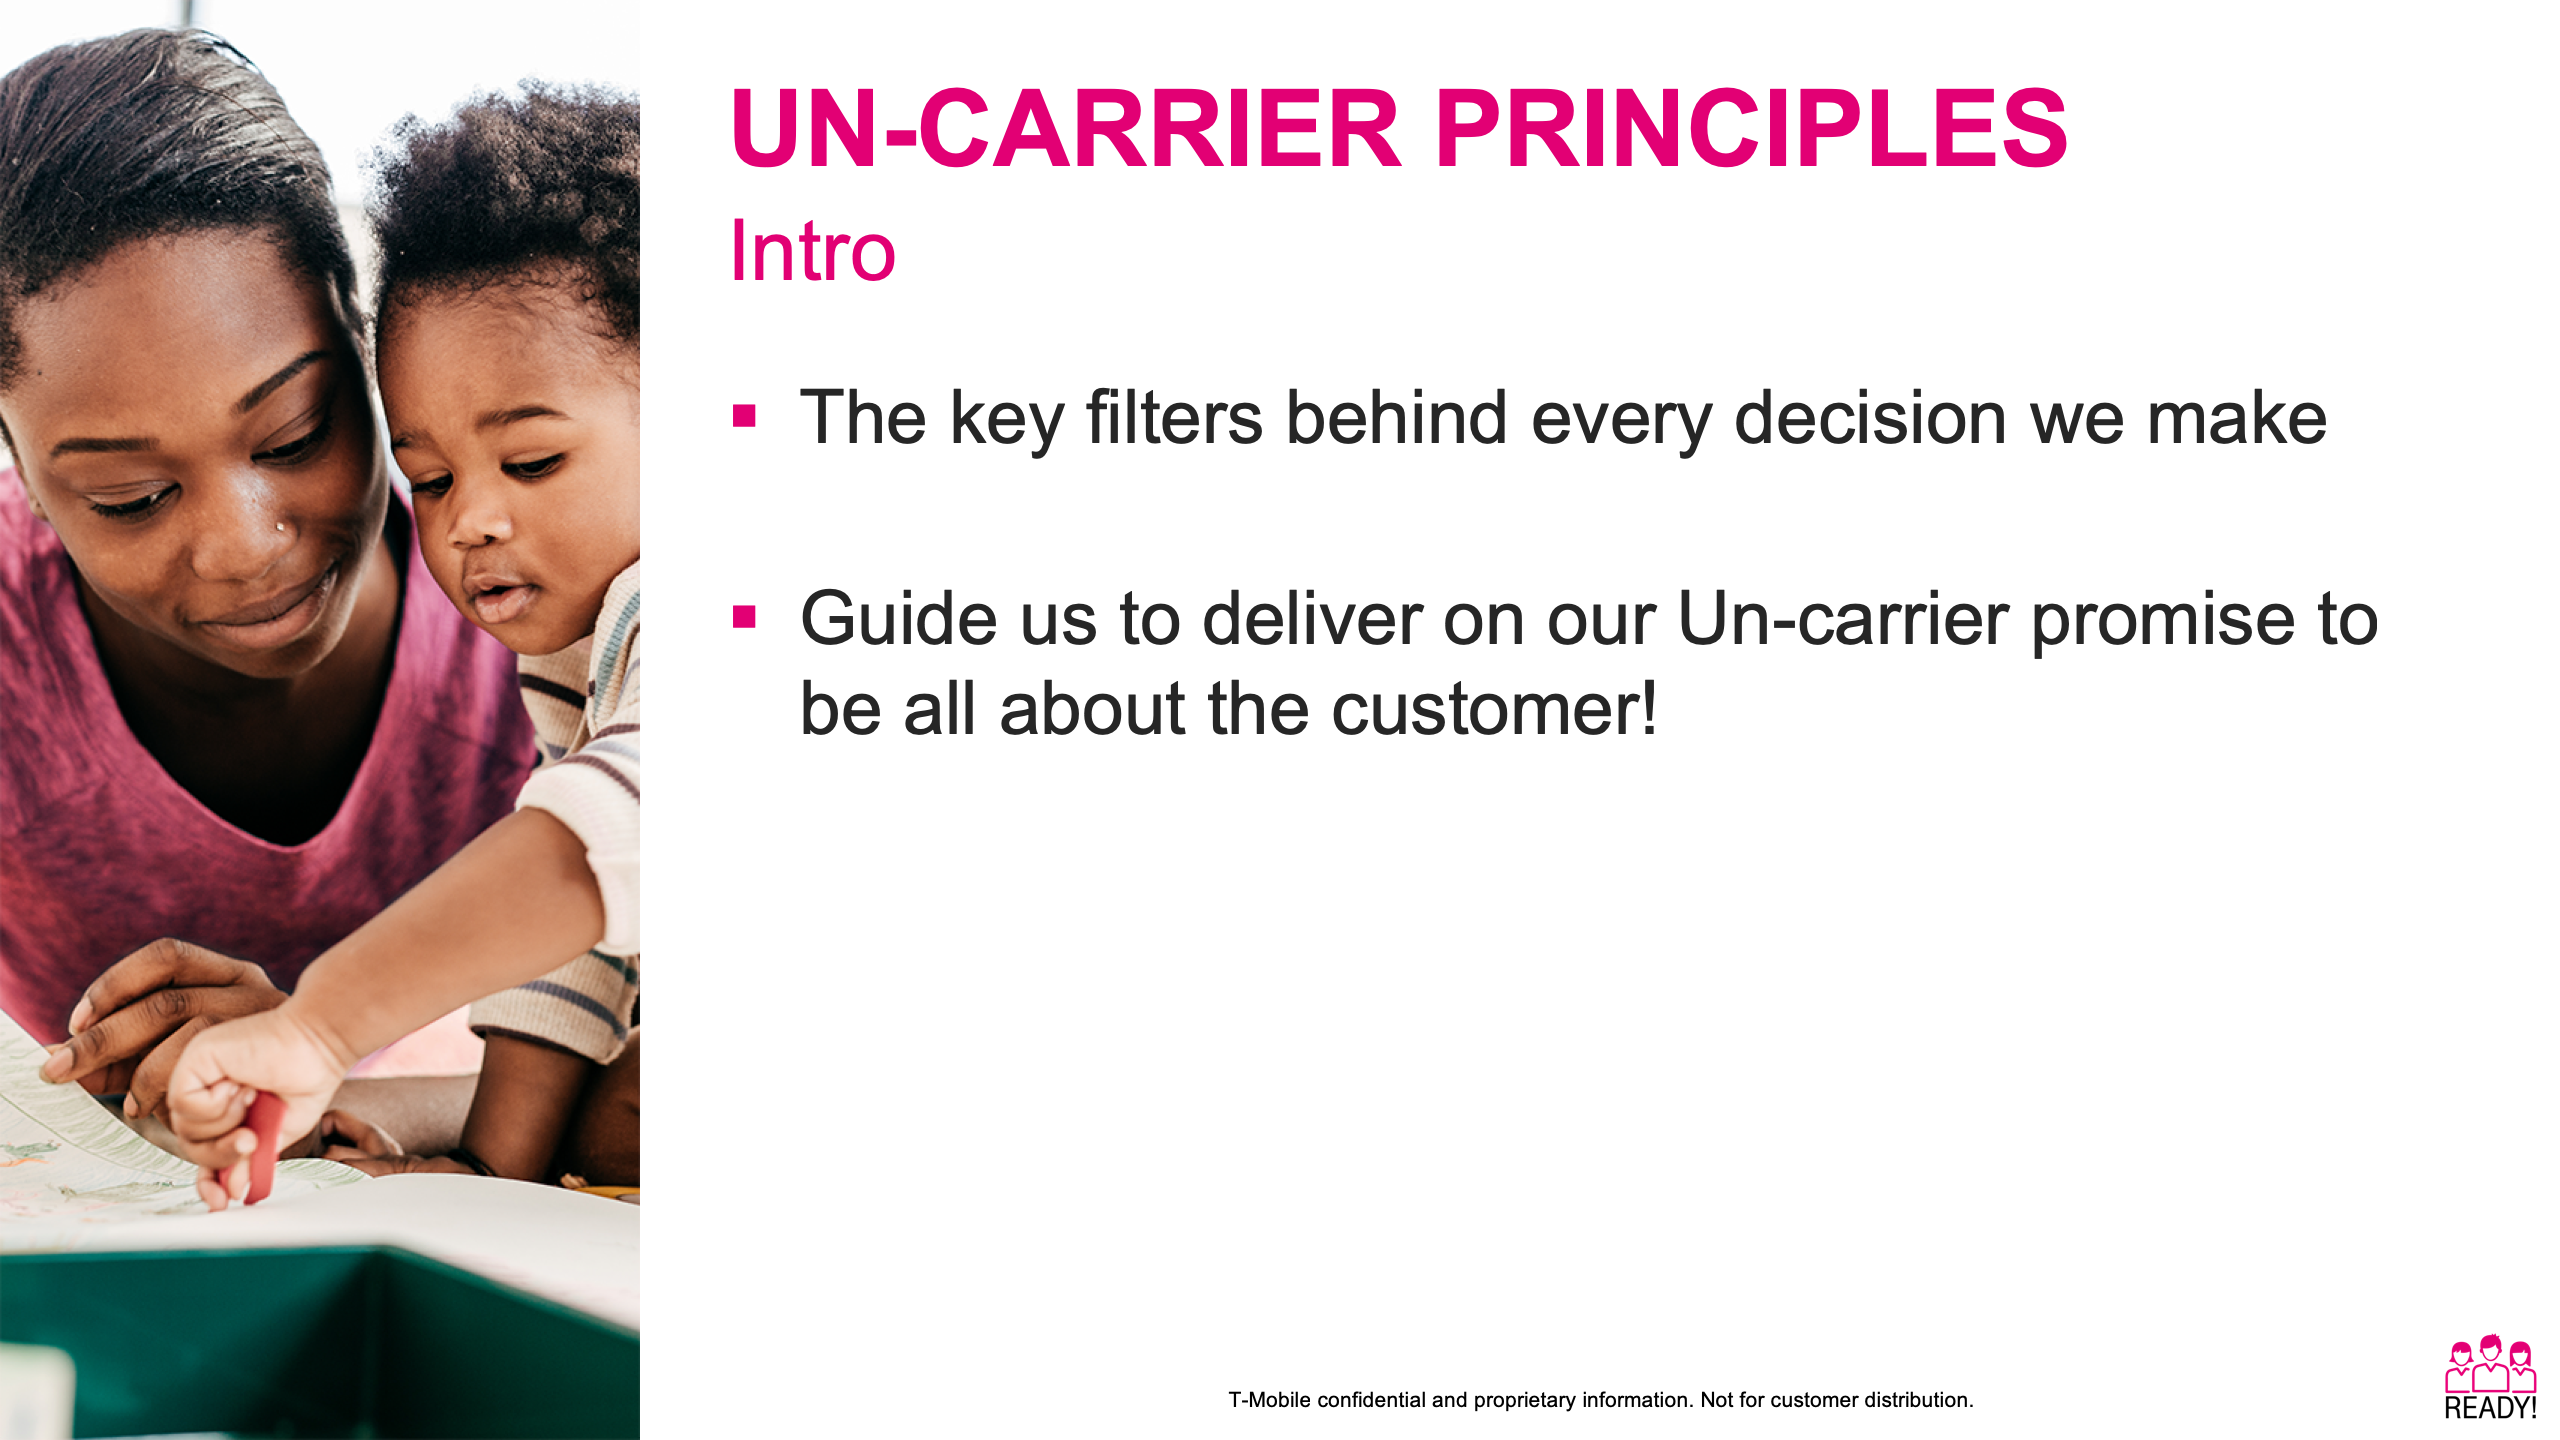 UN-CARRIER PRINCIPLES
Intro
▪ The key filters behind every decision we make
▪ Guide us to deliver on our Un-carrier promise to
be all about the customer!
T-Mobile confidential and proprietary information. Not for customer distribution.
READY!